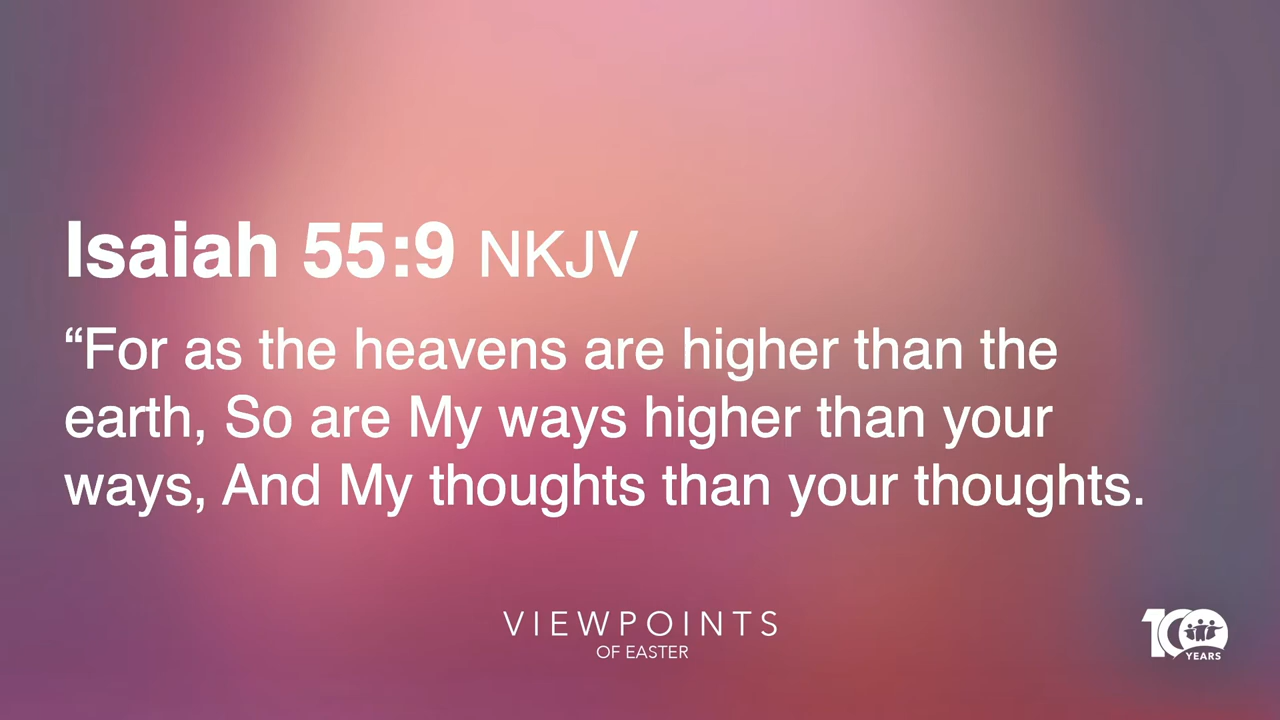 Isaiah 55:9 NKJV
“For as the heavens are higher than the
earth, So are My ways higher than your
ways, And My thoughts than your thoughts.
VIEWPOINTS
OF EASTER
100
YEARS